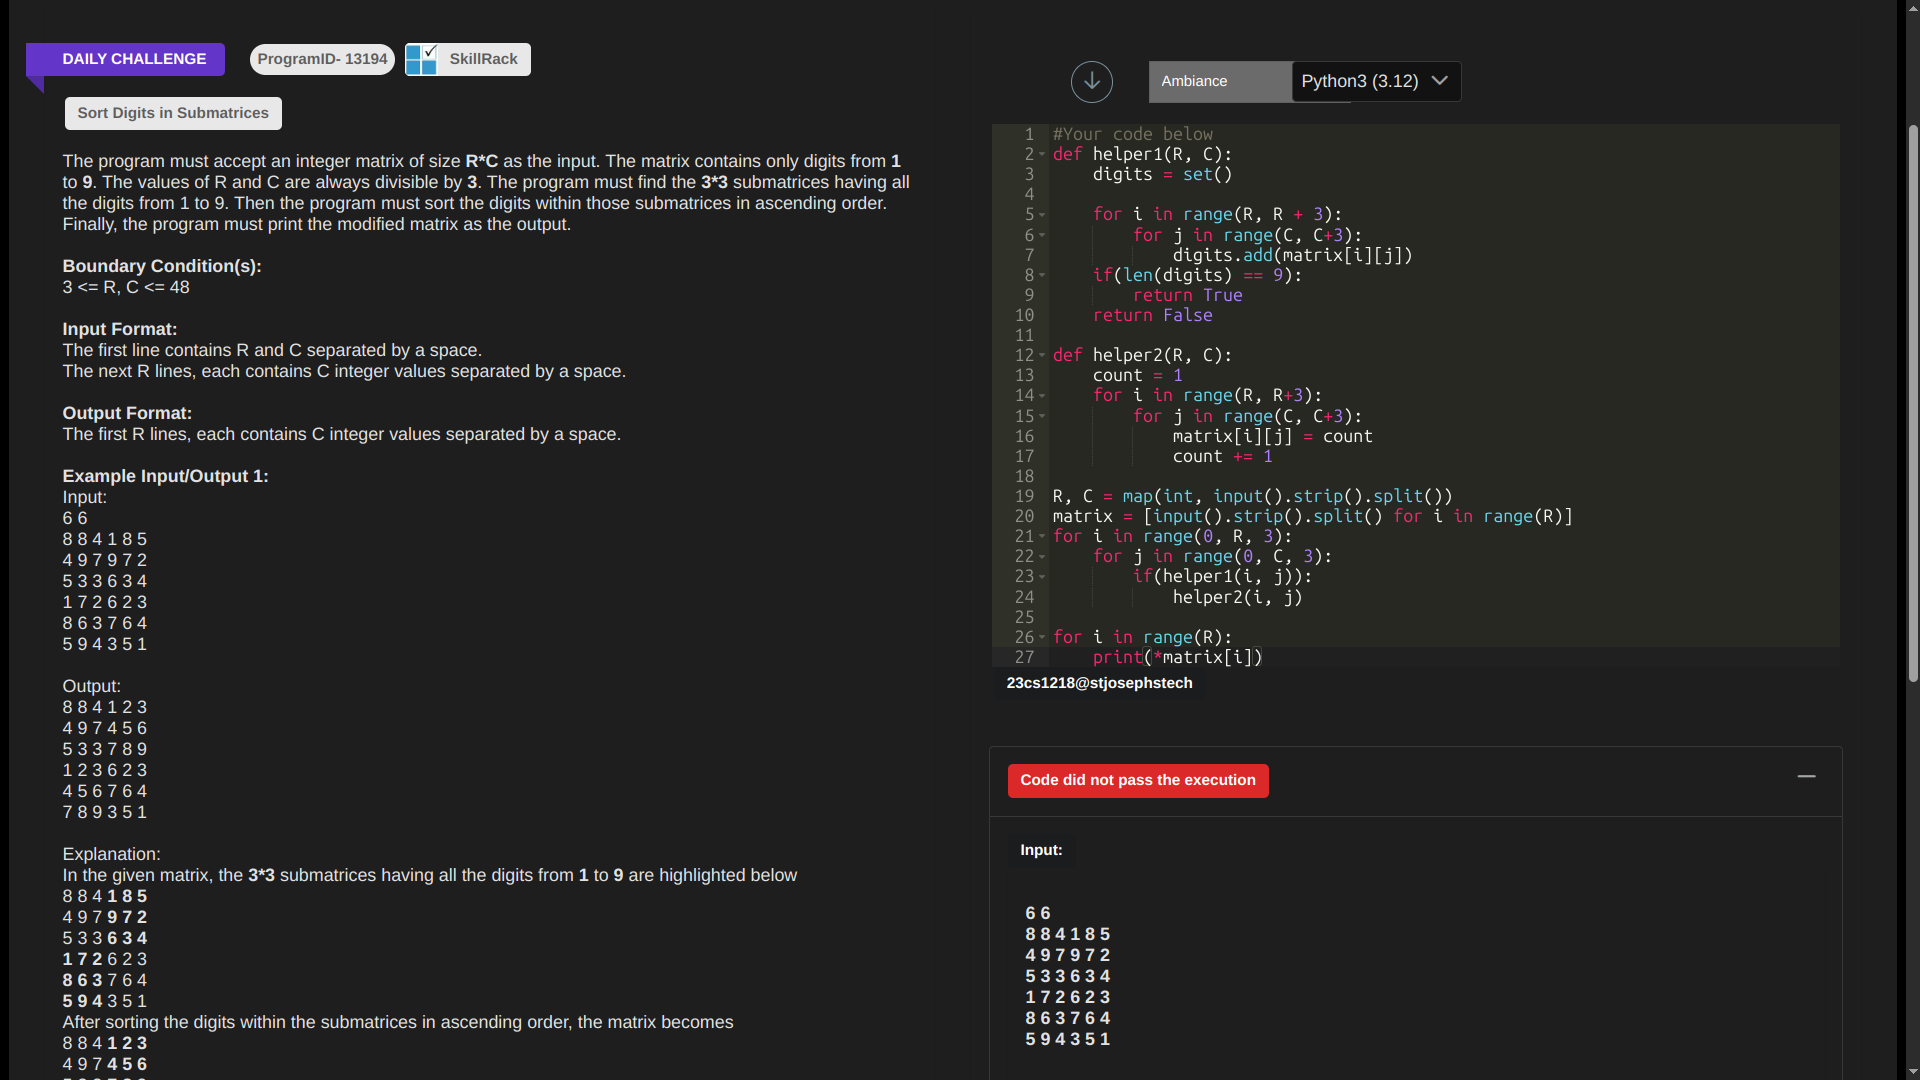 DAILY CHALLENGE
ProgramID- 13194
SkillRack
Sort Digits in Submatrices
The program must accept an integer matrix of size R*C as the input. The matrix contains only digits from 1
to 9. The values of R and C are always divisible by 3. The program must find the 3*3 submatrices having all
the digits from 1 to 9. Then the program must sort the digits within those submatrices in ascending order.
Finally, the program must print the modified matrix as the output.
Boundary Condition(s):
3 <= R, C <= 48
Input Format:
The first line contains R and C separated by a space.
The next R lines, each contains C integer values separated by a space.
Output Format:
The first R lines, each contains C integer values separated by a space.
Example Input/Output 1:
Input:
6 6
8 8 4 1 8 5
4 9 7 9 7 2
5 3 3 6 3 4
1 7 2 6 2 3
8 6 3 7 6 4
5 9 4 3 5 1
Output:
8 8 4 1 2 3
4 9 7 4 5 6
5 3 3 7 8 9
1 2 3 6 2 3
4 5 6 7 6 4
7 8 9 3 5 1
Explanation:
In the given matrix, the 3*3 submatrices having all the digits from 1 to 9 are highlighted below
8 8 4 1 8 5
4 9 7 9 7 2
5 3 3 6 3 4
1 7 2 6 2 3
8 6 3 7 6 4
5 9 4 3 5 1
After sorting the digits within the submatrices in ascending order, the matrix becomes
8 8 4 1 2 3
4 9 7 4 5 6
Ambiance
Python3 (3.12)
1 #Your code below
2 def helper1(R, C):
3     digits = set()
4
5     for i in range(R, R + 3):
6         for j in range(C, C+3):
7             digits.add(matrix[i][j])
8     if(len(digits) == 9):
9         return True
10     return False
11
12 def helper2(R, C):
13     count = 1
14     for i in range(R, R+3):
15         for j in range(C, C+3):
16             matrix[i][j] = count
17             count += 1
18
19 R, C = map(int, input().strip().split())
20 matrix = [input().strip().split() for i in range(R)]
21 for i in range(0, R, 3):
22     for j in range(0, C, 3):
23         if(helper1(i, j)):
24             helper2(i, j)
25
26 for i in range(R):
27     print(*matrix[i])
23cs1218@stjosephstech
Code did not pass the execution
Input:
6 6
8 8 4 1 8 5
4 9 7 9 7 2
5 3 3 6 3 4
1 7 2 6 2 3
8 6 3 7 6 4
5 9 4 3 5 1